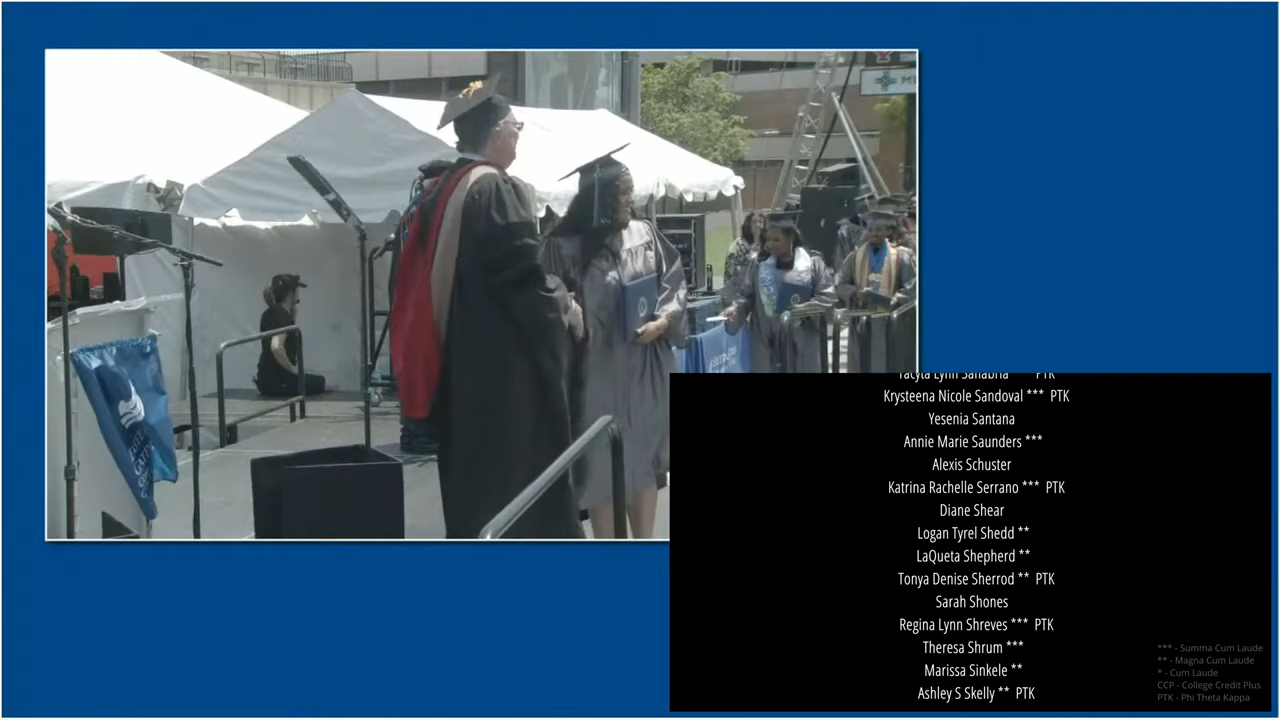 Krysteena Nicole Sandoval *** PTK
Yesenia Santana
Annie Marie Saunders ***
Alexis Schuster
Katrina Rachelle Serrano *** PTK
Diane Shear
Logan Tyrel Shedd **
LaQueta Shepherd **
Tonya Denise Sherrod ** PTK
Sarah Shones
Regina Lynn Shreves *** PTK
Theresa Shrum ***
Marissa Sinkele **
Ashley S Skelly ** PTK
*** - Summa Cum Laude
** - Magna Cum Laude
* - Cum Laude
CCP - College Credit Plus
PTK - Phi Theta Kappa